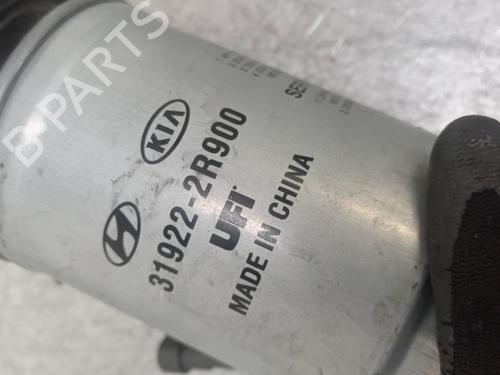 KIA
31922-2R900
UFI
MADE IN CHINA
B-PARTS